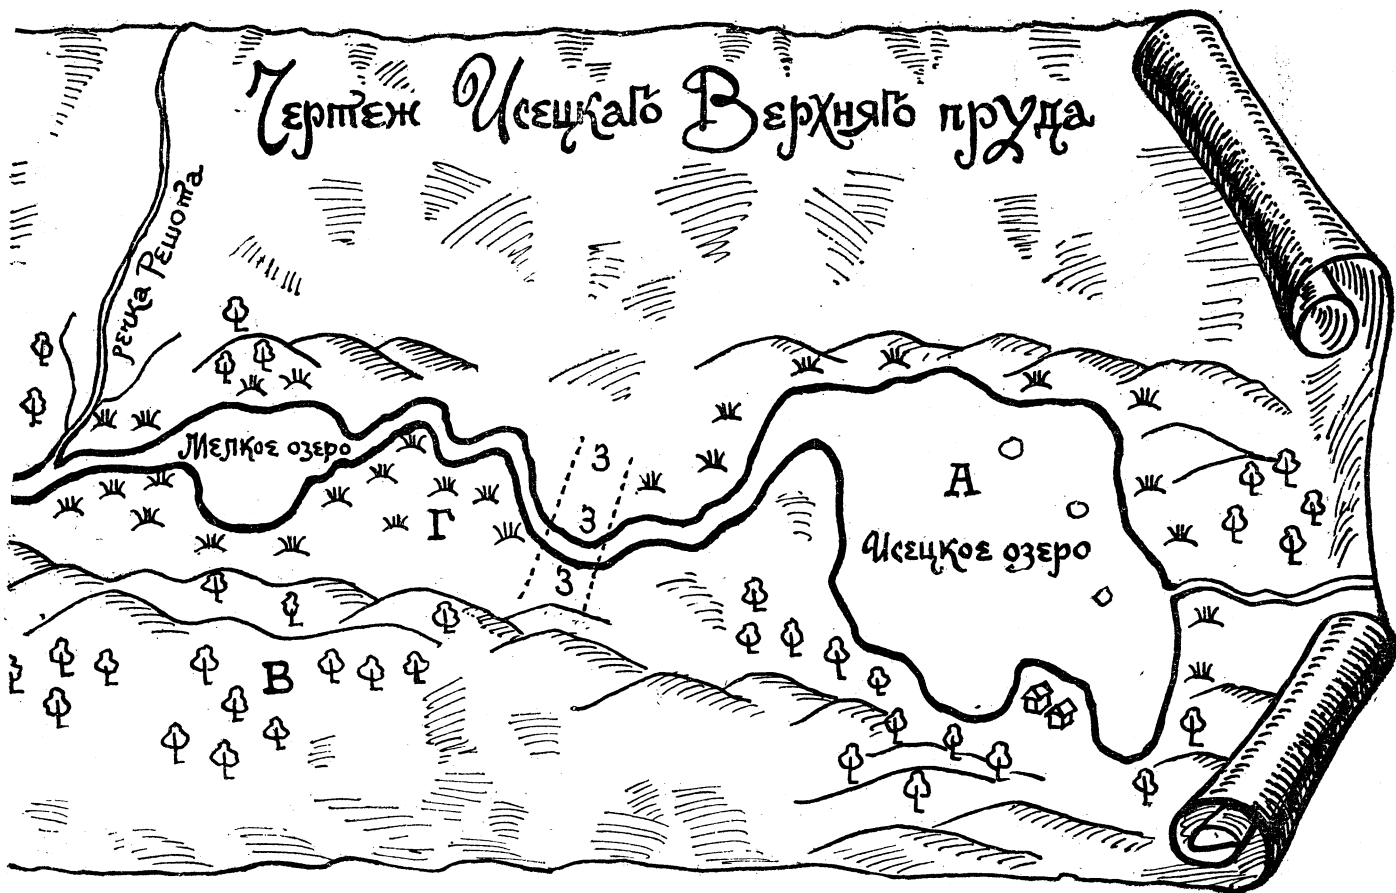 Чертеж Исецкаго Верхняго пруда
речка Решота
Мелкое озеро
З
З
З
Г
А
Исецкое озеро
В